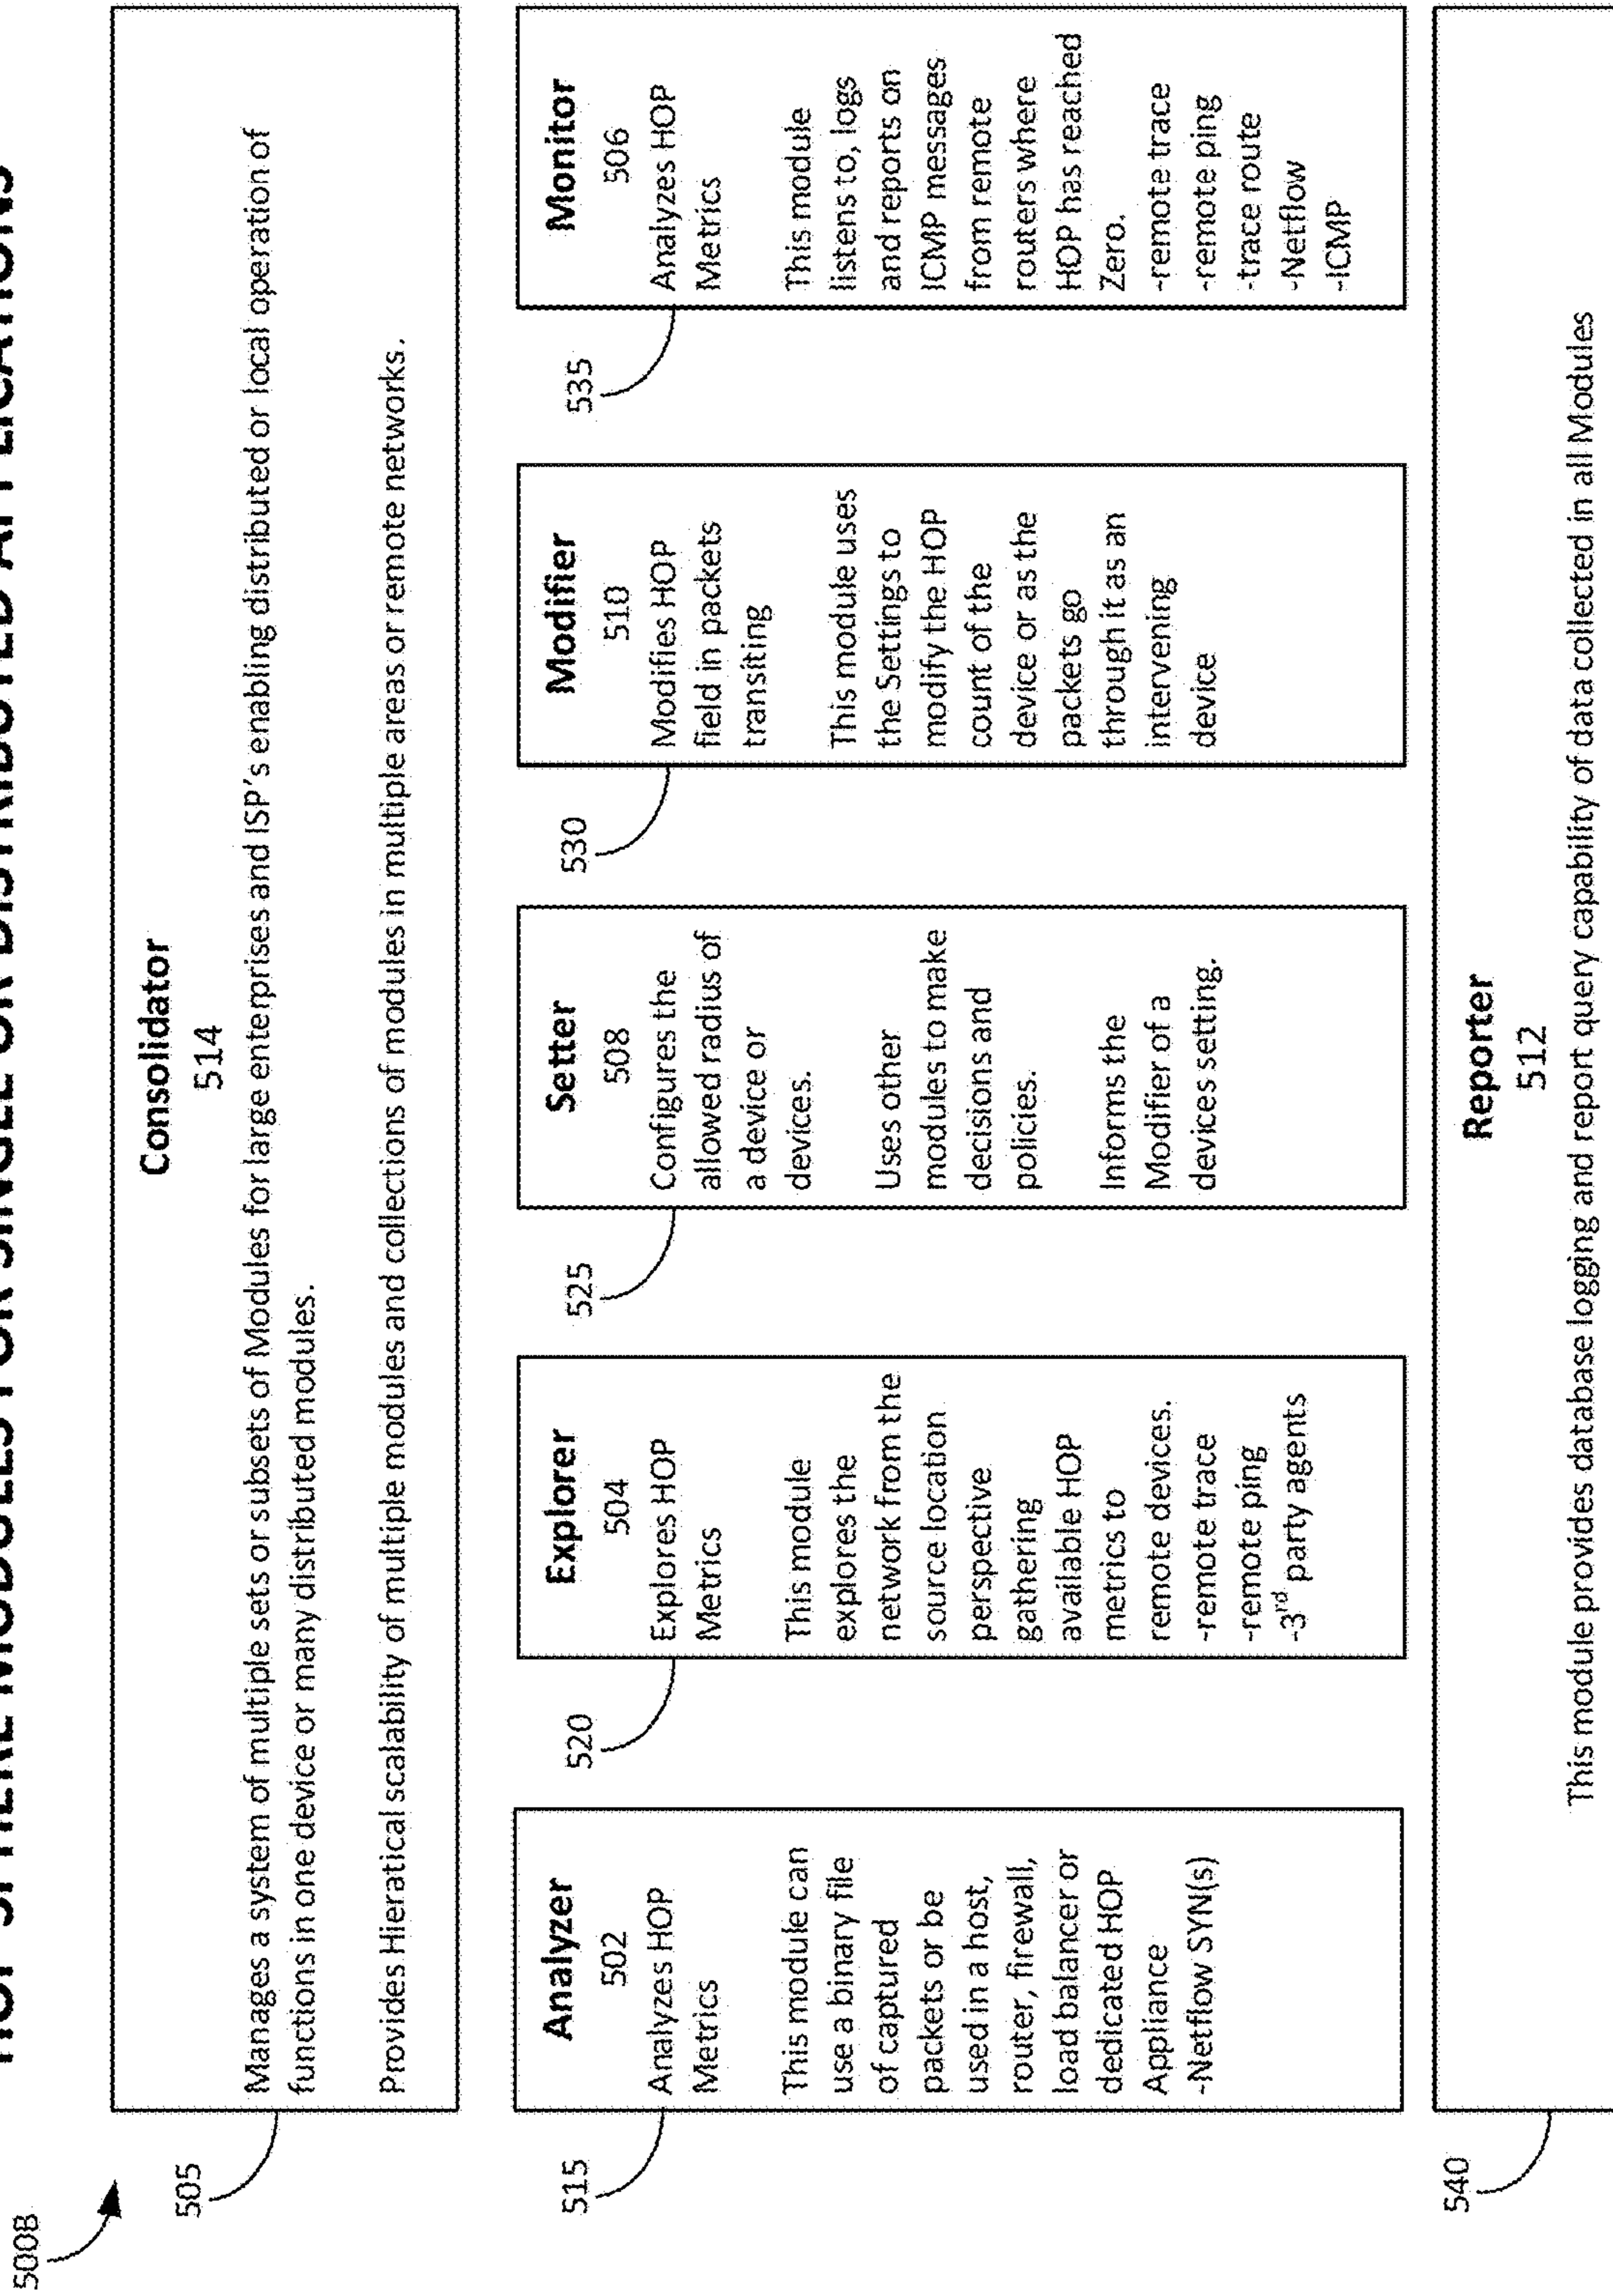 500B
505
Consolidator
514
Manages a system of multiple sets or subsets of Modules for large enterprises and ISP's enabling distributed or local operation of
functions in one device or many distributed modules.
Provides Hieratical scalability of multiple modules and collections of modules in multiple areas or remote networks.
515
Analyzer
502
Analyzes HOP
Metrics
This module can
use a binary file
of captured
packets or be
used in a host,
router, firewall,
load balancer or
dedicated HOP
Appliance
-Netflow SYN(s)
520
Explorer
504
Explores HOP
Metrics
This module
explores the
network from the
source location
perspective
gathering
available HOP
metrics to
remote devices.
-remote trace
-remote ping
-3rd party agents
525
Setter
508
Configures the
allowed radius of
a device or
devices.
Uses other
modules to make
decisions and
policies.
Informs the
Modifier of a
devices setting.
530
Modifier
510
Modifies HOP
field in packets
transiting
This module uses
the Settings to
modify the HOP
count of the
device or as the
packets go
through it as an
intervening
device
535
Monitor
506
Analyzes HOP
Metrics
This module
listens to, logs
and reports on
ICMP messages
from remote
routers where
HOP has reached
Zero.
-remote trace
-remote ping
-trace route
-Netflow
-ICMP
540
Reporter
512
This module provides database logging and report query capability of data collected in all Modules